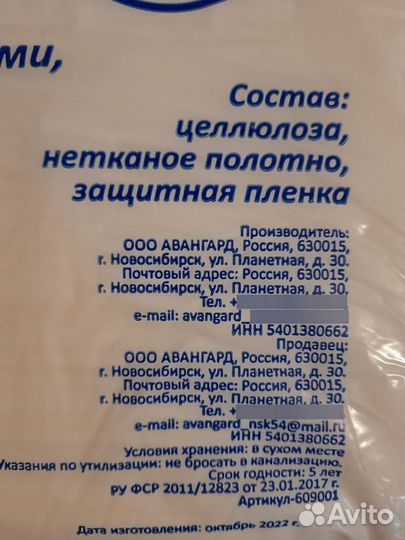 ми,
Состав:
целлюлоза,
нетканое полотно,
защитная пленка
Производитель:
ООО АВАНГАРД, Россия, 630015,
г. Новосибирск, ул. Планетная, д. 30.
Почтовый адрес: Россия, 630015,
г. Новосибирск, ул. Планетная, д. 30.
Тел. +
e-mail: avangard_
ИНН 5401380662
Продавец:
ООО АВАНГАРД, Россия, 630015,
г. Новосибирск, ул. Планетная, д. 30.
Почтовый адрес: Россия, 630015,
г. Новосибирск, ул. Планетная, д. 30.
Тел. +
e-mail: avangard_nsk54@mail.ru
ИНН 5401380662
Условия хранения: в сухом месте
Указания по утилизации: не бросать в канализацию.
Срок годности: 5 лет
РУ ФСР 2011/12823 от 23.01.2017 г.
Артикул-609001
Дата изготовления: октябрь 2022 г.
Avito